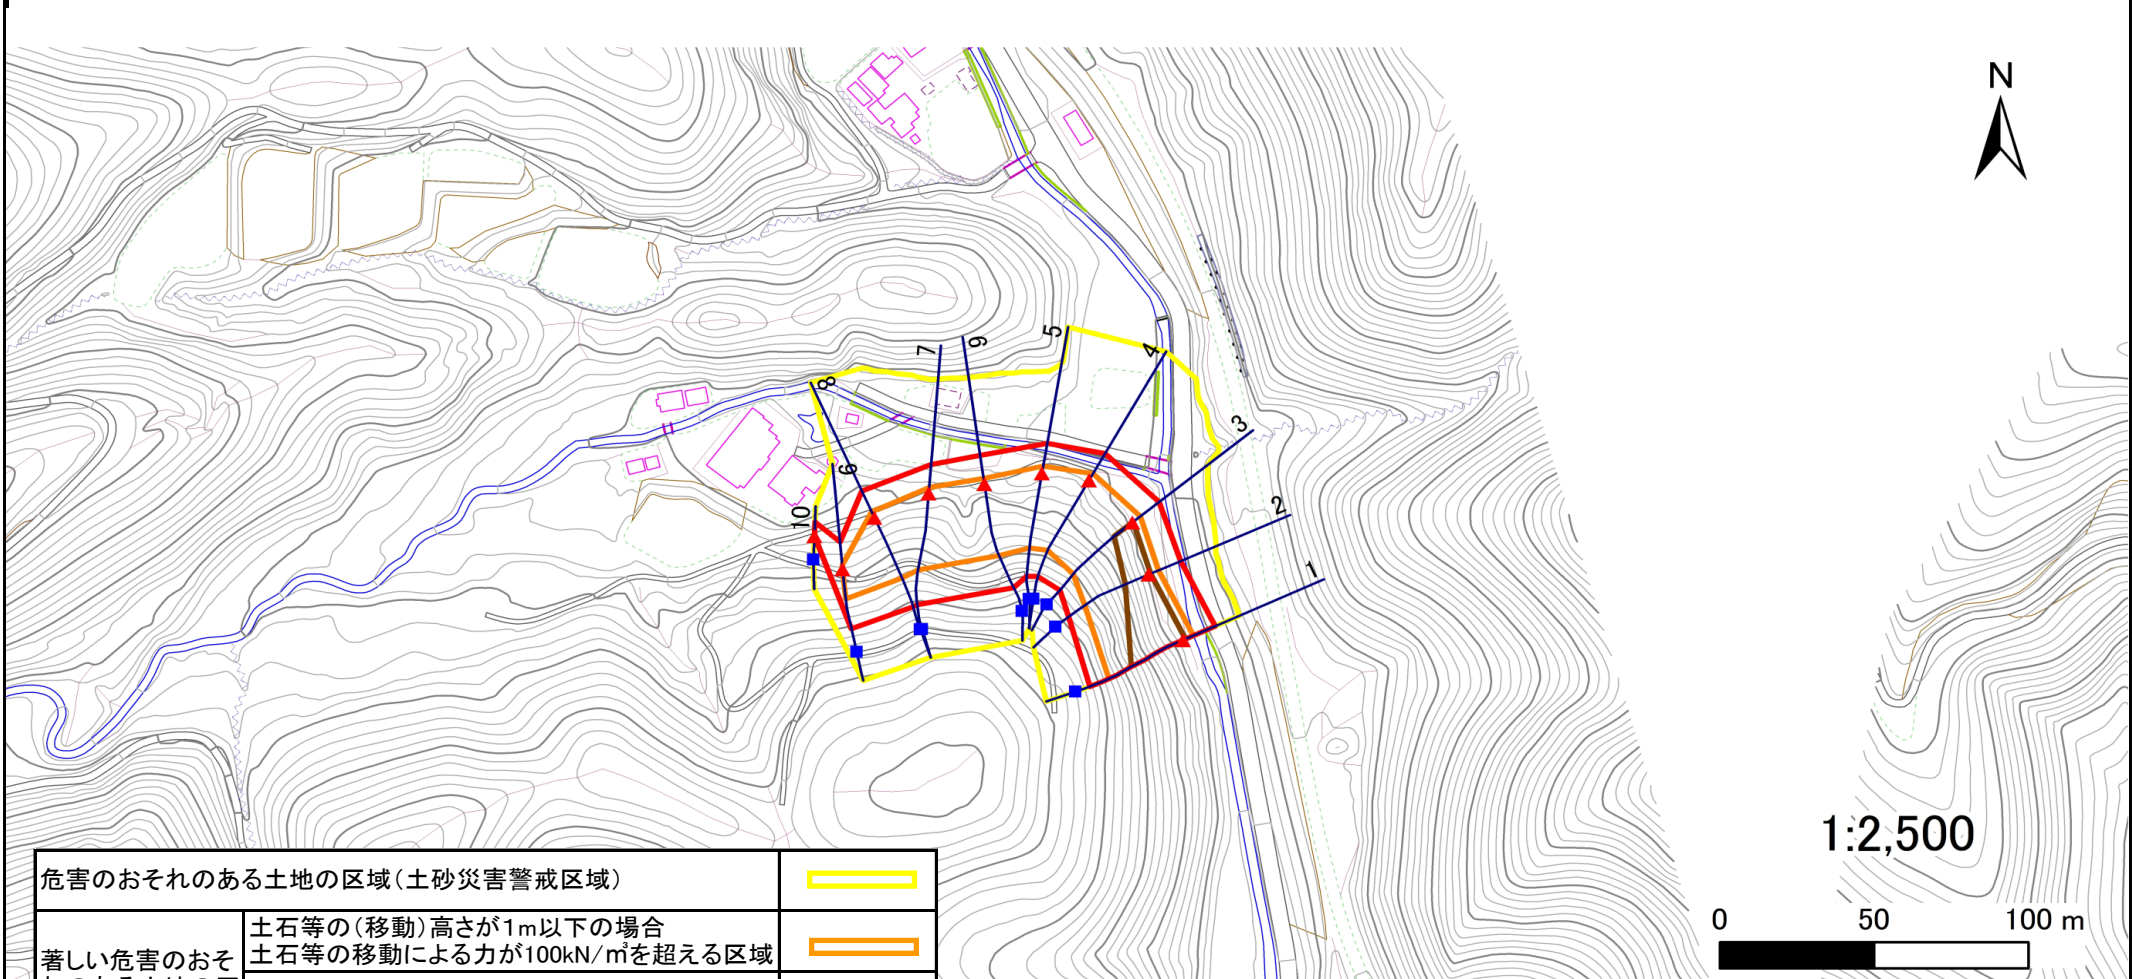 N
5
4
7
6
8
3
9
2
10
1
1:2,500
0 50 100 m
危害のおそれのある土地の区域(土砂災害警戒区域)
土石等の(移動)高さが1m以下の場合
土石等の移動による力が100kN/㎡を超える区域
著しい危害のおそ